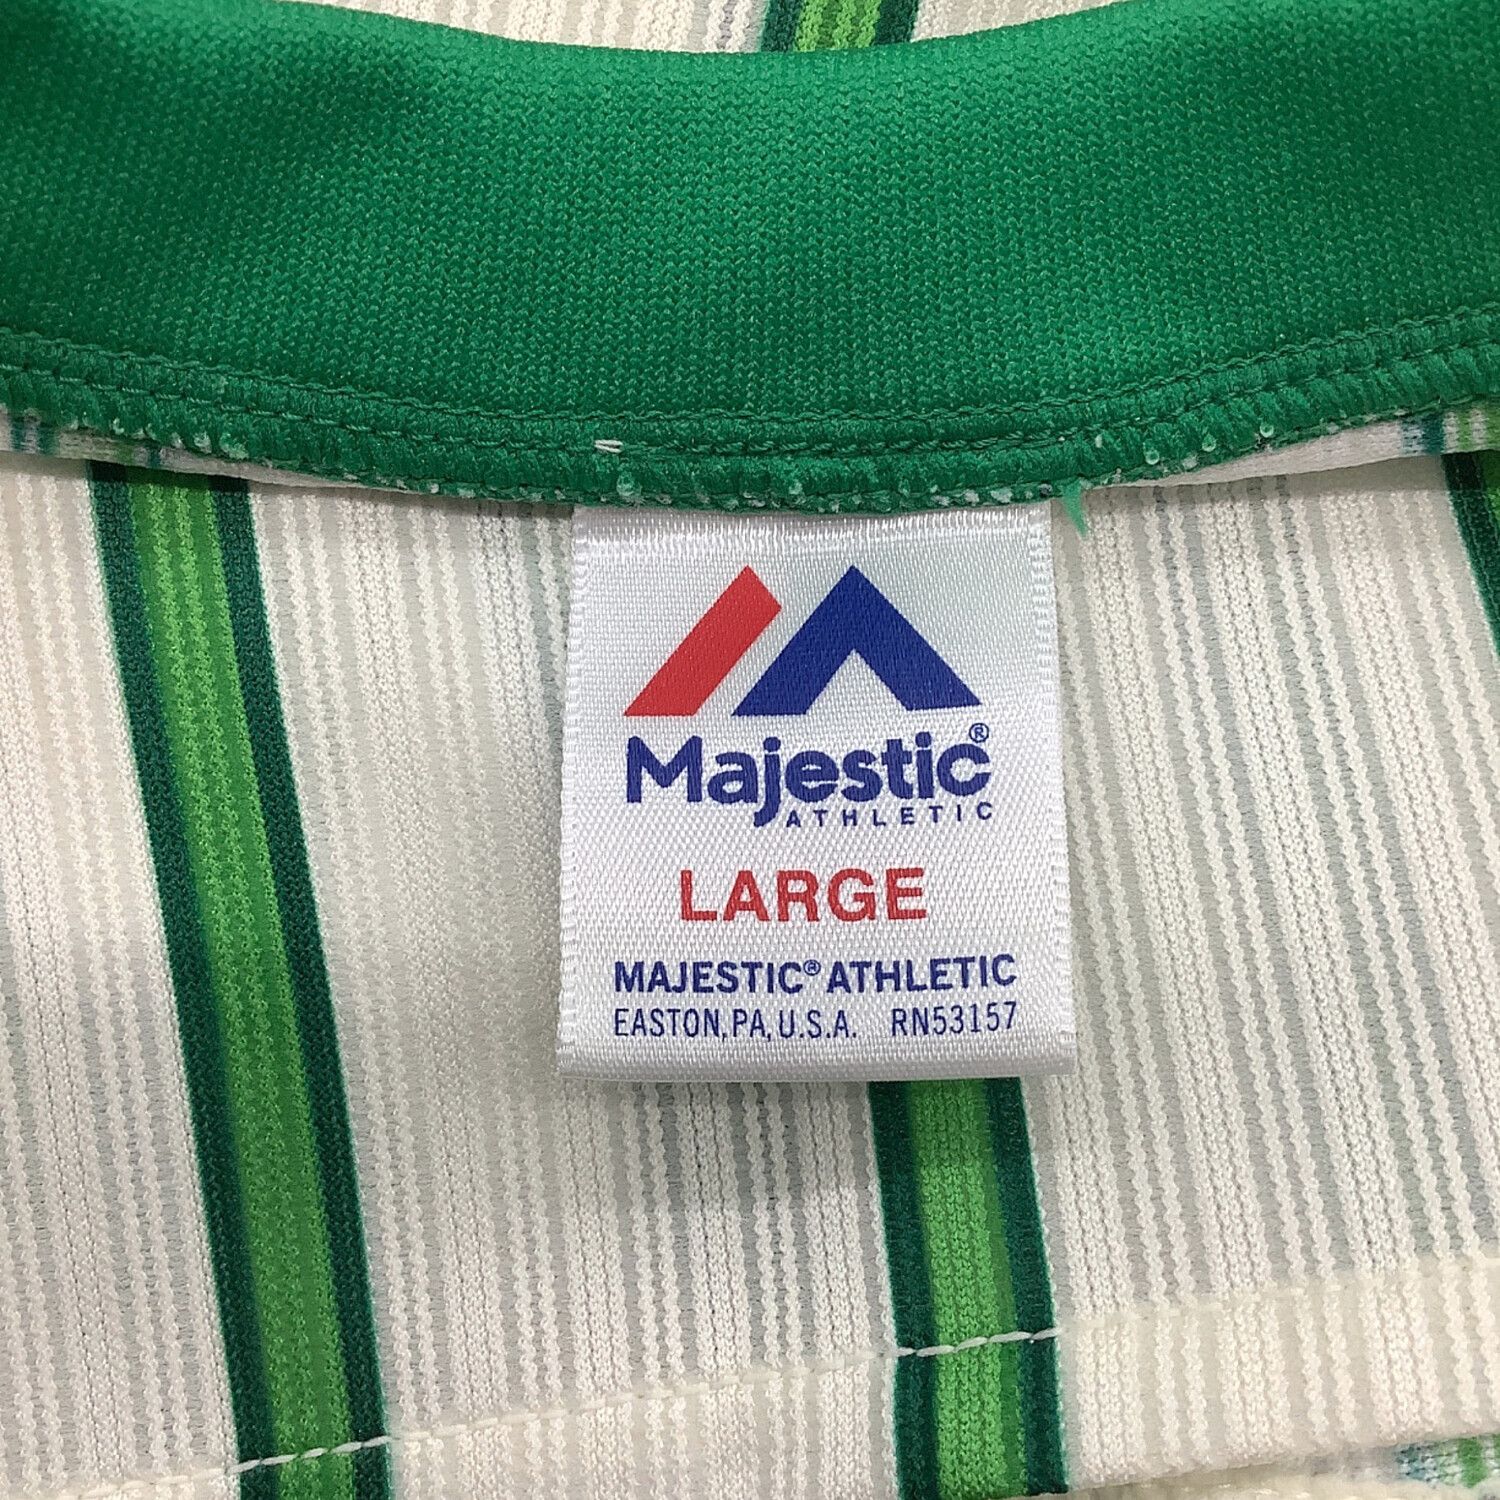 Majestic®
ATHLETIC
LARGE
MAJESTIC® ATHLETIC
EASTON, PA, U.S.A. RN53157